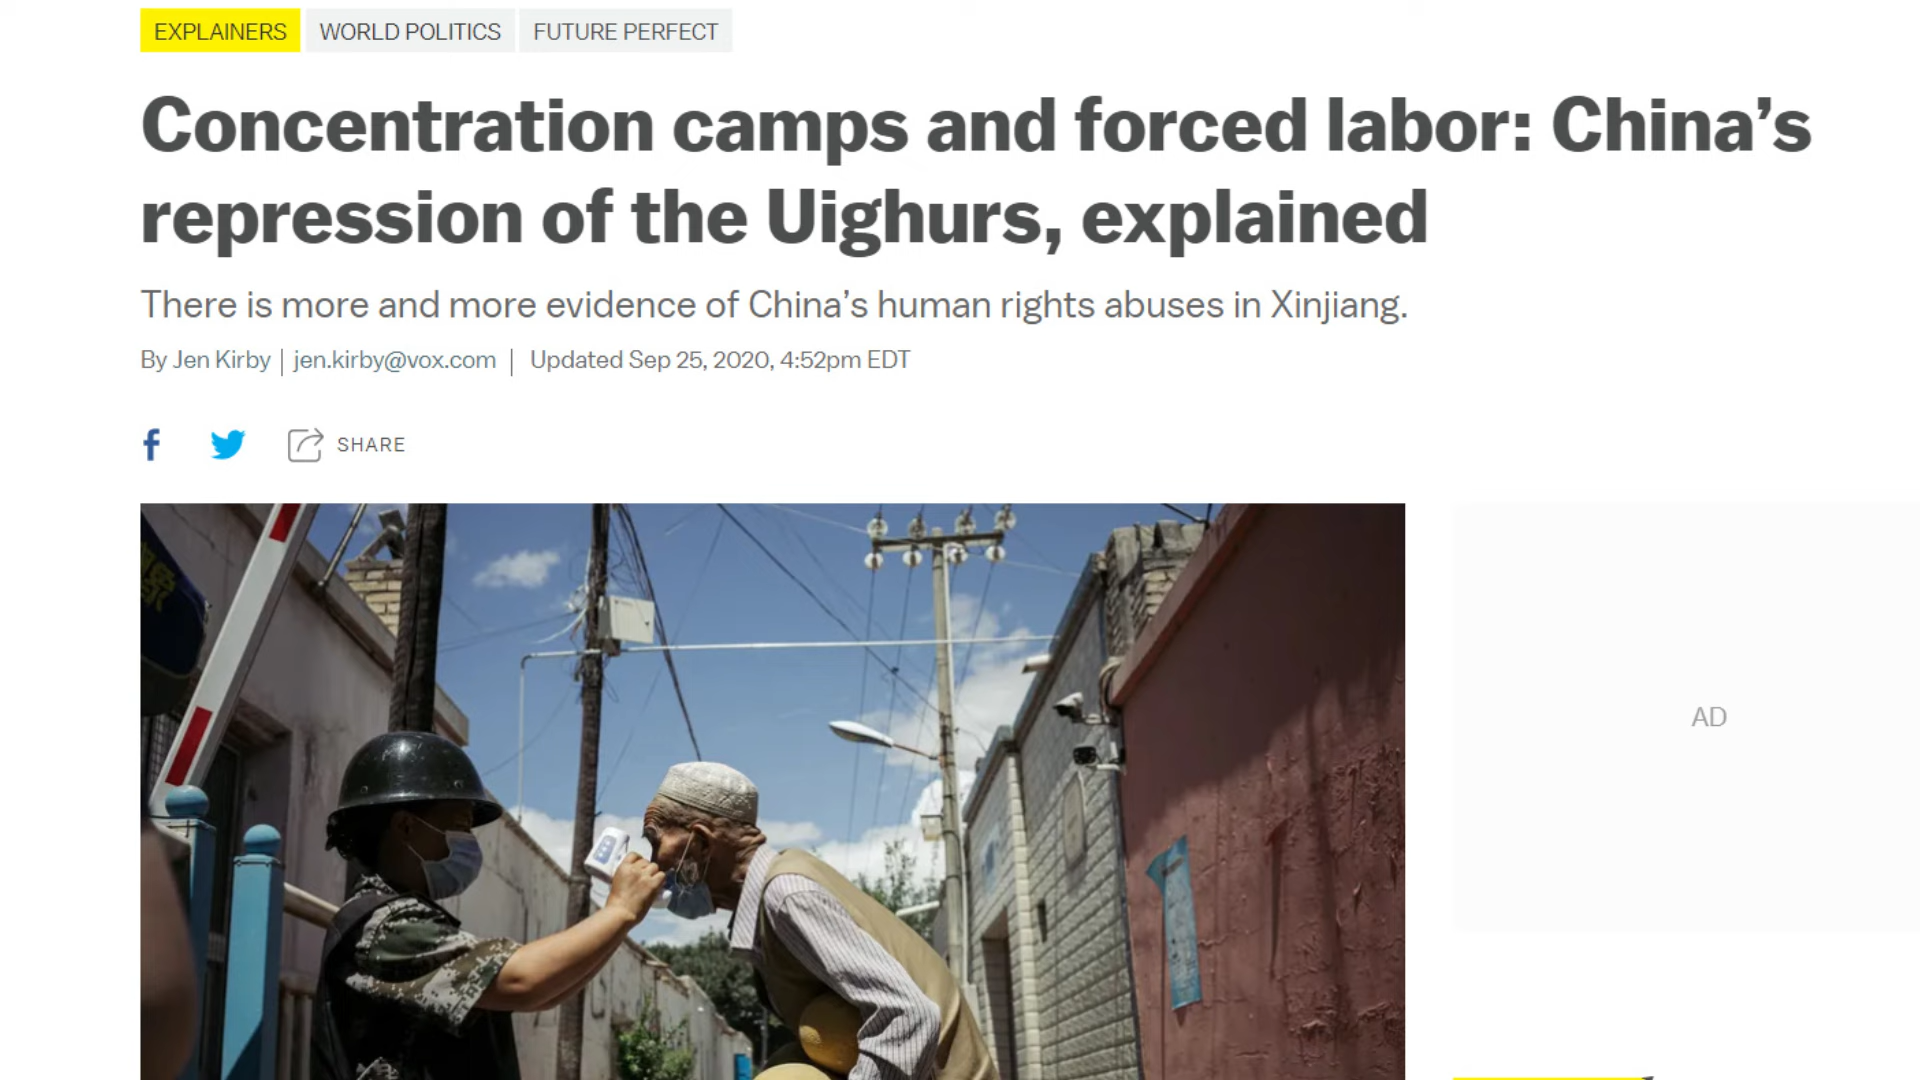 EXPLAINERS WORLD POLITICS FUTURE PERFECT
Concentration camps and forced labor: China’s
repression of the Uighurs, explained
There is more and more evidence of China’s human rights abuses in Xinjiang.
By Jen Kirby | jen.kirby@vox.com | Updated Sep 25, 2020, 4:52pm EDT
SHARE
AD